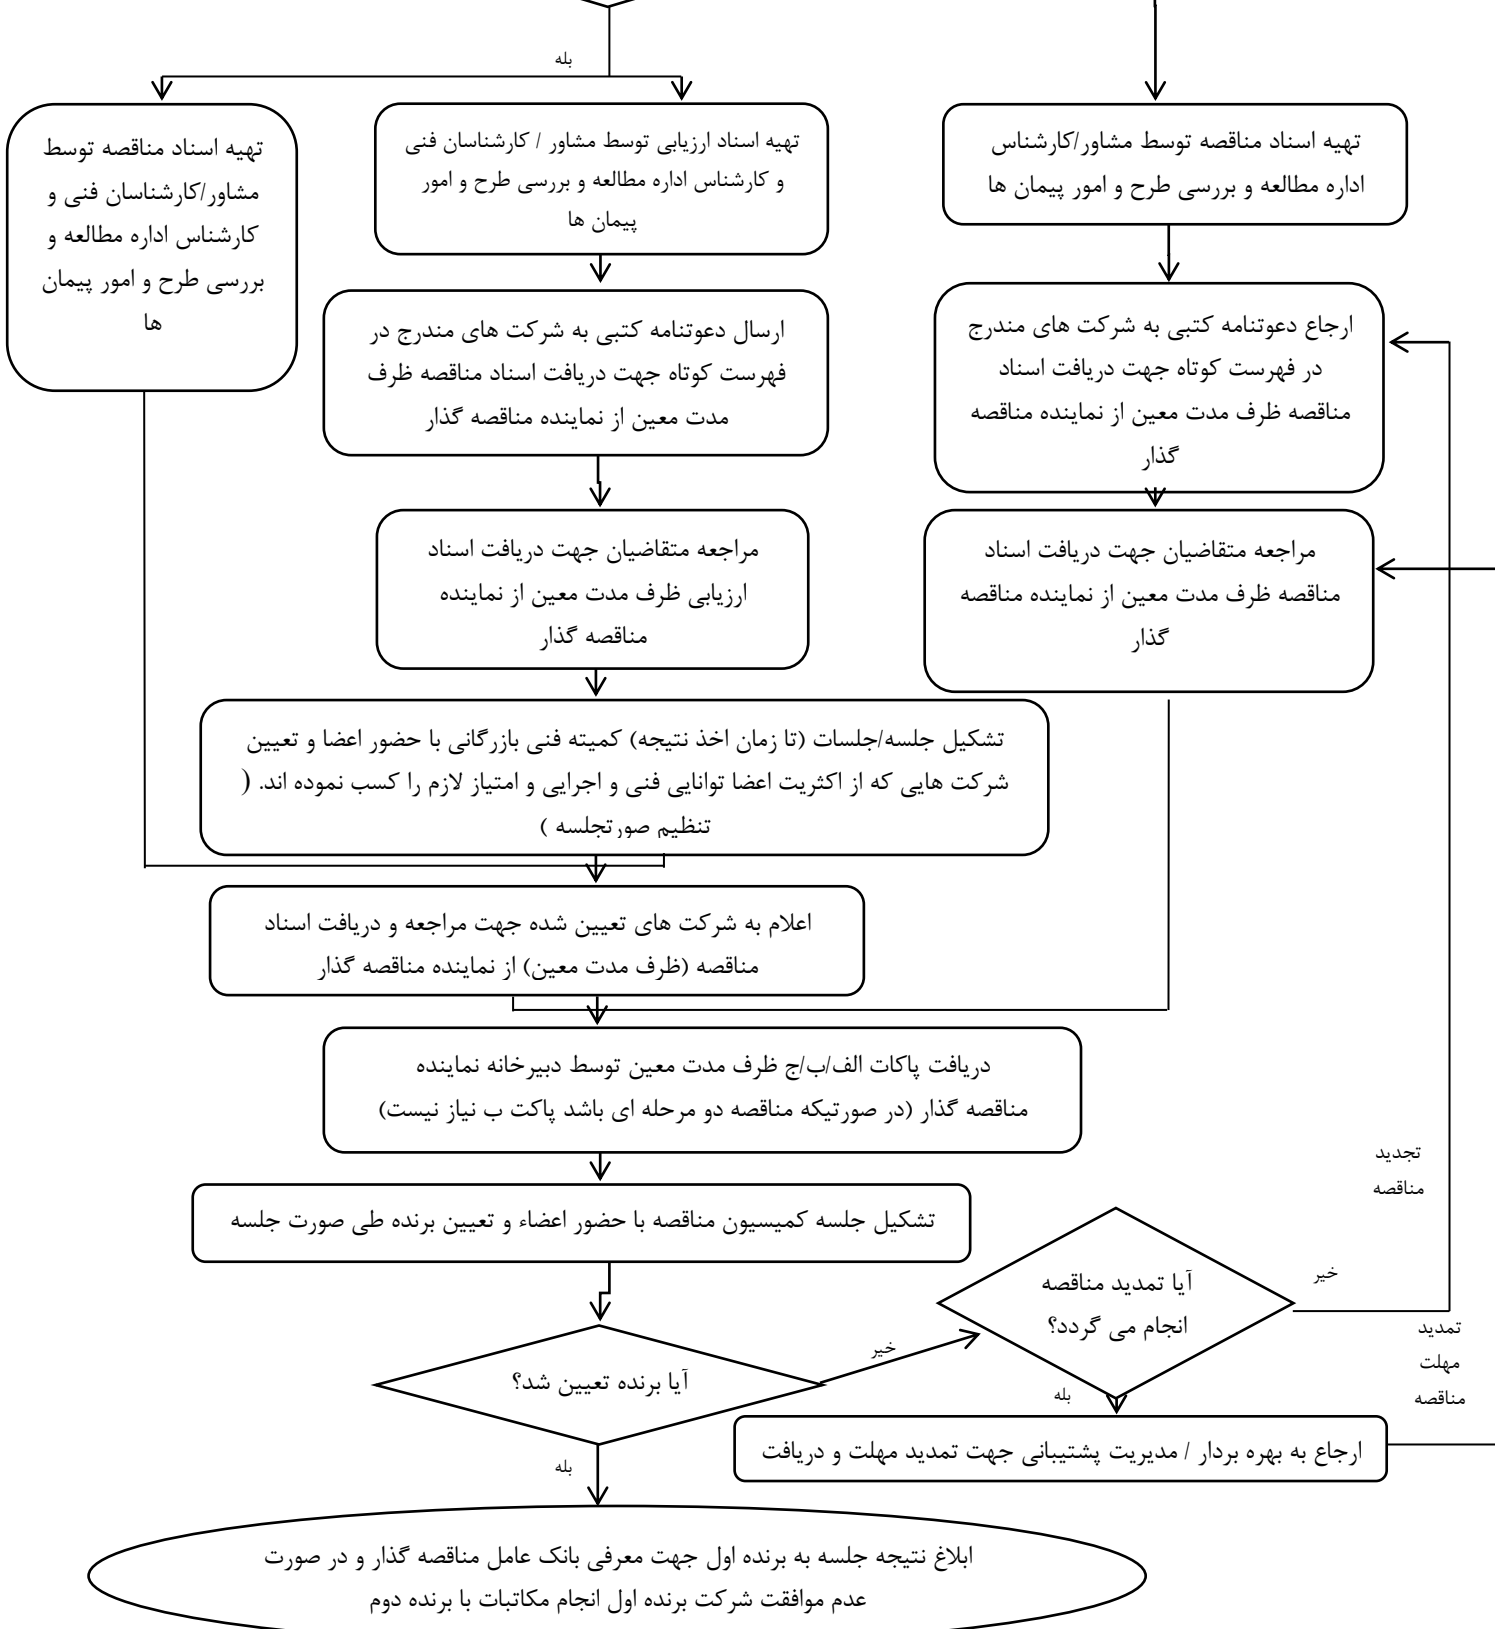 بله
تهیه اسناد مناقصه توسط مشاور/کارشناس
اداره مطالعه و بررسی طرح و امور پیمان ها
تهیه اسناد ارزیابی توسط مشاور / کارشناسان فنی
و کارشناس اداره مطالعه و بررسی طرح و امور
پیمان ها
تهیه اسناد مناقصه توسط
مشاور/کارشناسان فنی و
کارشناس اداره مطالعه و
بررسی طرح و امور پیمان
ها
ارجاع دعوتنامه کتبی به شرکت های مندرج
در فهرست کوتاه جهت دریافت اسناد
مناقصه ظرف مدت معین از نماینده مناقصه
گذار
ارسال دعوتنامه کتبی به شرکت های مندرج در
فهرست کوتاه جهت دریافت اسناد مناقصه ظرف
مدت معین از نماینده مناقصه گذار
مراجعه متقاضیان جهت دریافت اسناد
مناقصه ظرف مدت معین از نماینده مناقصه
گذار
مراجعه متقاضیان جهت دریافت اسناد
ارزیابی ظرف مدت معین از نماینده
مناقصه گذار
تشکیل جلسه/جلسات (تا زمان اخذ نتیجه) کمیته فنی بازرگانی با حضور اعضا و تعیین
شرکت هایی که از اکثریت اعضا توانایی فنی و اجرایی و امتیاز لازم را کسب نموده اند. (
تنظیم صورتجلسه )
اعلام به شرکت های تعیین شده جهت مراجعه و دریافت اسناد
مناقصه (ظرف مدت معین) از نماینده مناقصه گذار
دریافت پاکات الف/ب/ج ظرف مدت معین توسط دبیرخانه نماینده
مناقصه گذار (در صورتیکه مناقصه دو مرحله ای باشد پاکت ب نیاز نیست)
تجدید
مناقصه
تشکیل جلسه کمیسیون مناقصه با حضور اعضاء و تعیین برنده طی صورت جلسه
آیا تمدید مناقصه
انجام می گردد؟
خیر
تمدید
مهلت
مناقصه
خیر
آیا برنده تعیین شد؟
بله
ارجاع به بهره بردار / مدیریت پشتیبانی جهت تمدید مهلت و دریافت
بله
ابلاغ نتیجه جلسه به برنده اول جهت معرفی بانک عامل مناقصه گذار و در صورت
عدم موافقت شرکت برنده اول انجام مکاتبات با برنده دوم